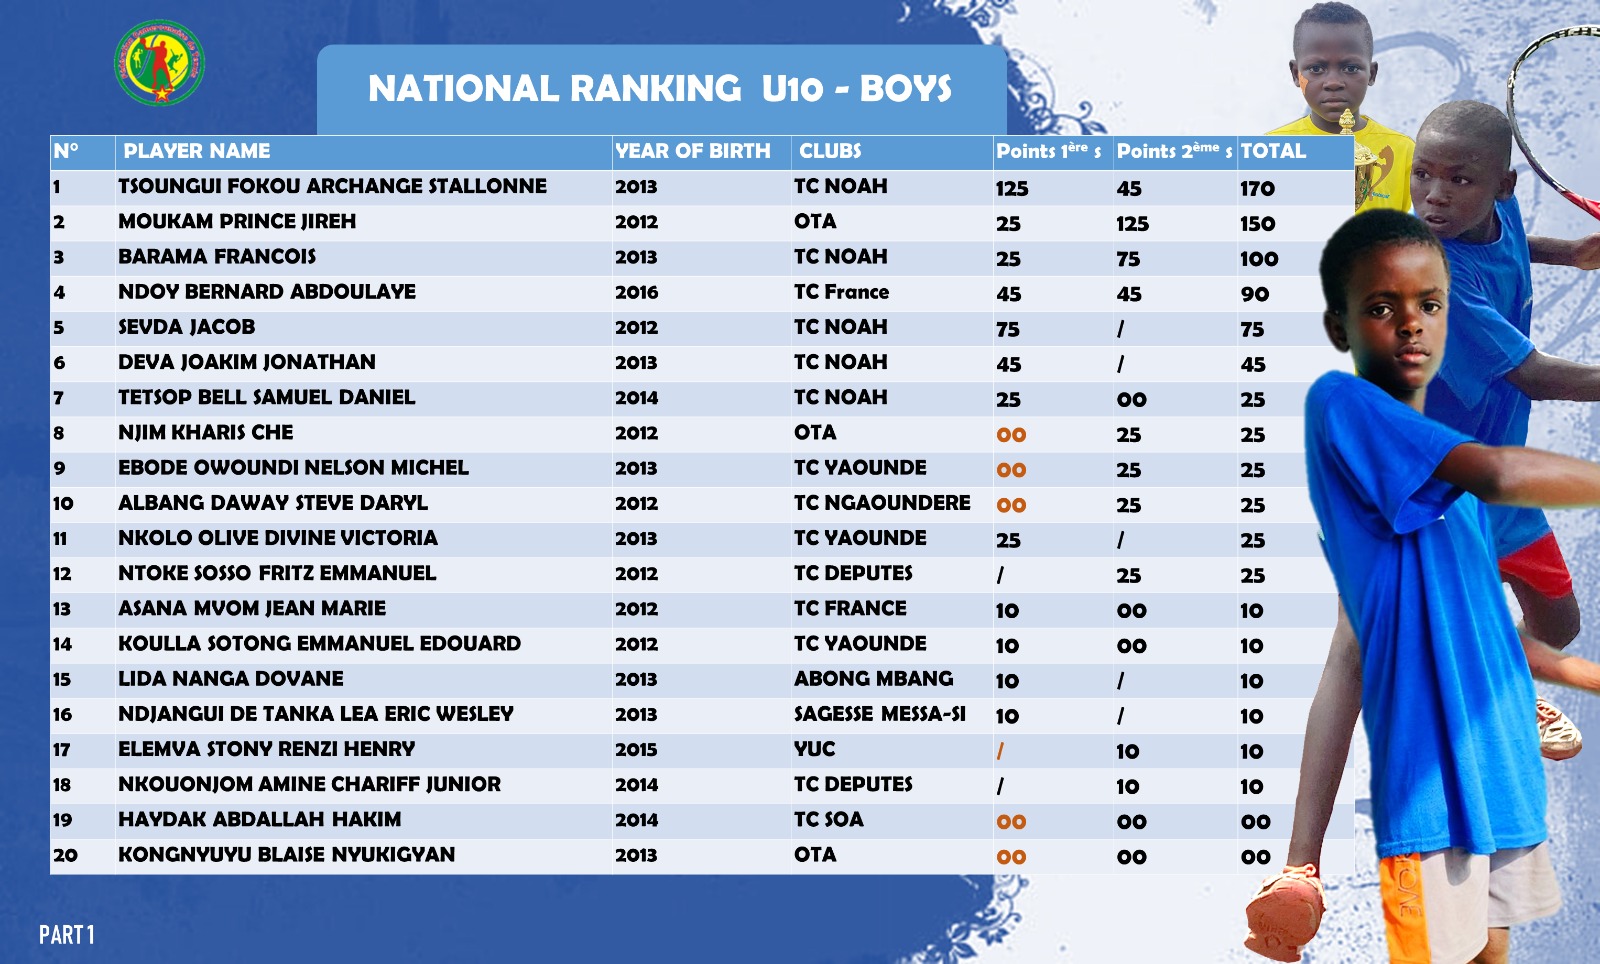 NATIONAL RANKING U10 - BOYS
N° PLAYER NAME YEAR OF BIRTH CLUBS Points 1ère s Points 2ème s TOTAL
1 TSOUNGUI FOKOU ARCHANGE STALLONNE 2013 TC NOAH 125 45 170
2 MOUKAM PRINCE JIREH 2012 OTA 25 125 150
3 BARAMA FRANCOIS 2013 TC NOAH 25 75 100
4 NDOY BERNARD ABDOULAYE 2016 TC France 45 45 90
5 SEVDA JACOB 2012 TC NOAH 75 / 75
6 DEVA JOAKIM JONATHAN 2013 TC NOAH 45 / 45
7 TETSOP BELL SAMUEL DANIEL 2014 TC NOAH 25 00 25
8 NJIM KHARIS CHE 2012 OTA 00 25 25
9 EBODE OWOUNDI NELSON MICHEL 2013 TC YAOUNDE 00 25 25
10 ALBANG DAWAY STEVE DARYL 2012 TC NGAOUNDERE 00 25 25
11 NKOLO OLIVE DIVINE VICTORIA 2013 TC YAOUNDE 25 / 25
12 NTOKE SOSSO FRITZ EMMANUEL 2012 TC DEPUTES / 25 25
13 ASANA MVOM JEAN MARIE 2012 TC FRANCE 10 00 10
14 KOULLA SOTONG EMMANUEL EDOUARD 2012 TC YAOUNDE 10 00 10
15 LIDA NANGA DOVANE 2013 ABONG MBANG 10 / 10
16 NDJANGUI DE TANKA LEA ERIC WESLEY 2013 SAGESSE MESSA-SI 10 / 10
17 ELEMVA STONY RENZI HENRY 2015 YUC / 10 10
18 NKOUONJOM AMINE CHARIFF JUNIOR 2014 TC DEPUTES / 10 10
19 HAYDAK ABDALLAH HAKIM 2014 TC SOA 00 00 00
20 KONGNYUYU BLAISE NYUKIGYAN 2013 OTA 00 00 00
PART 1